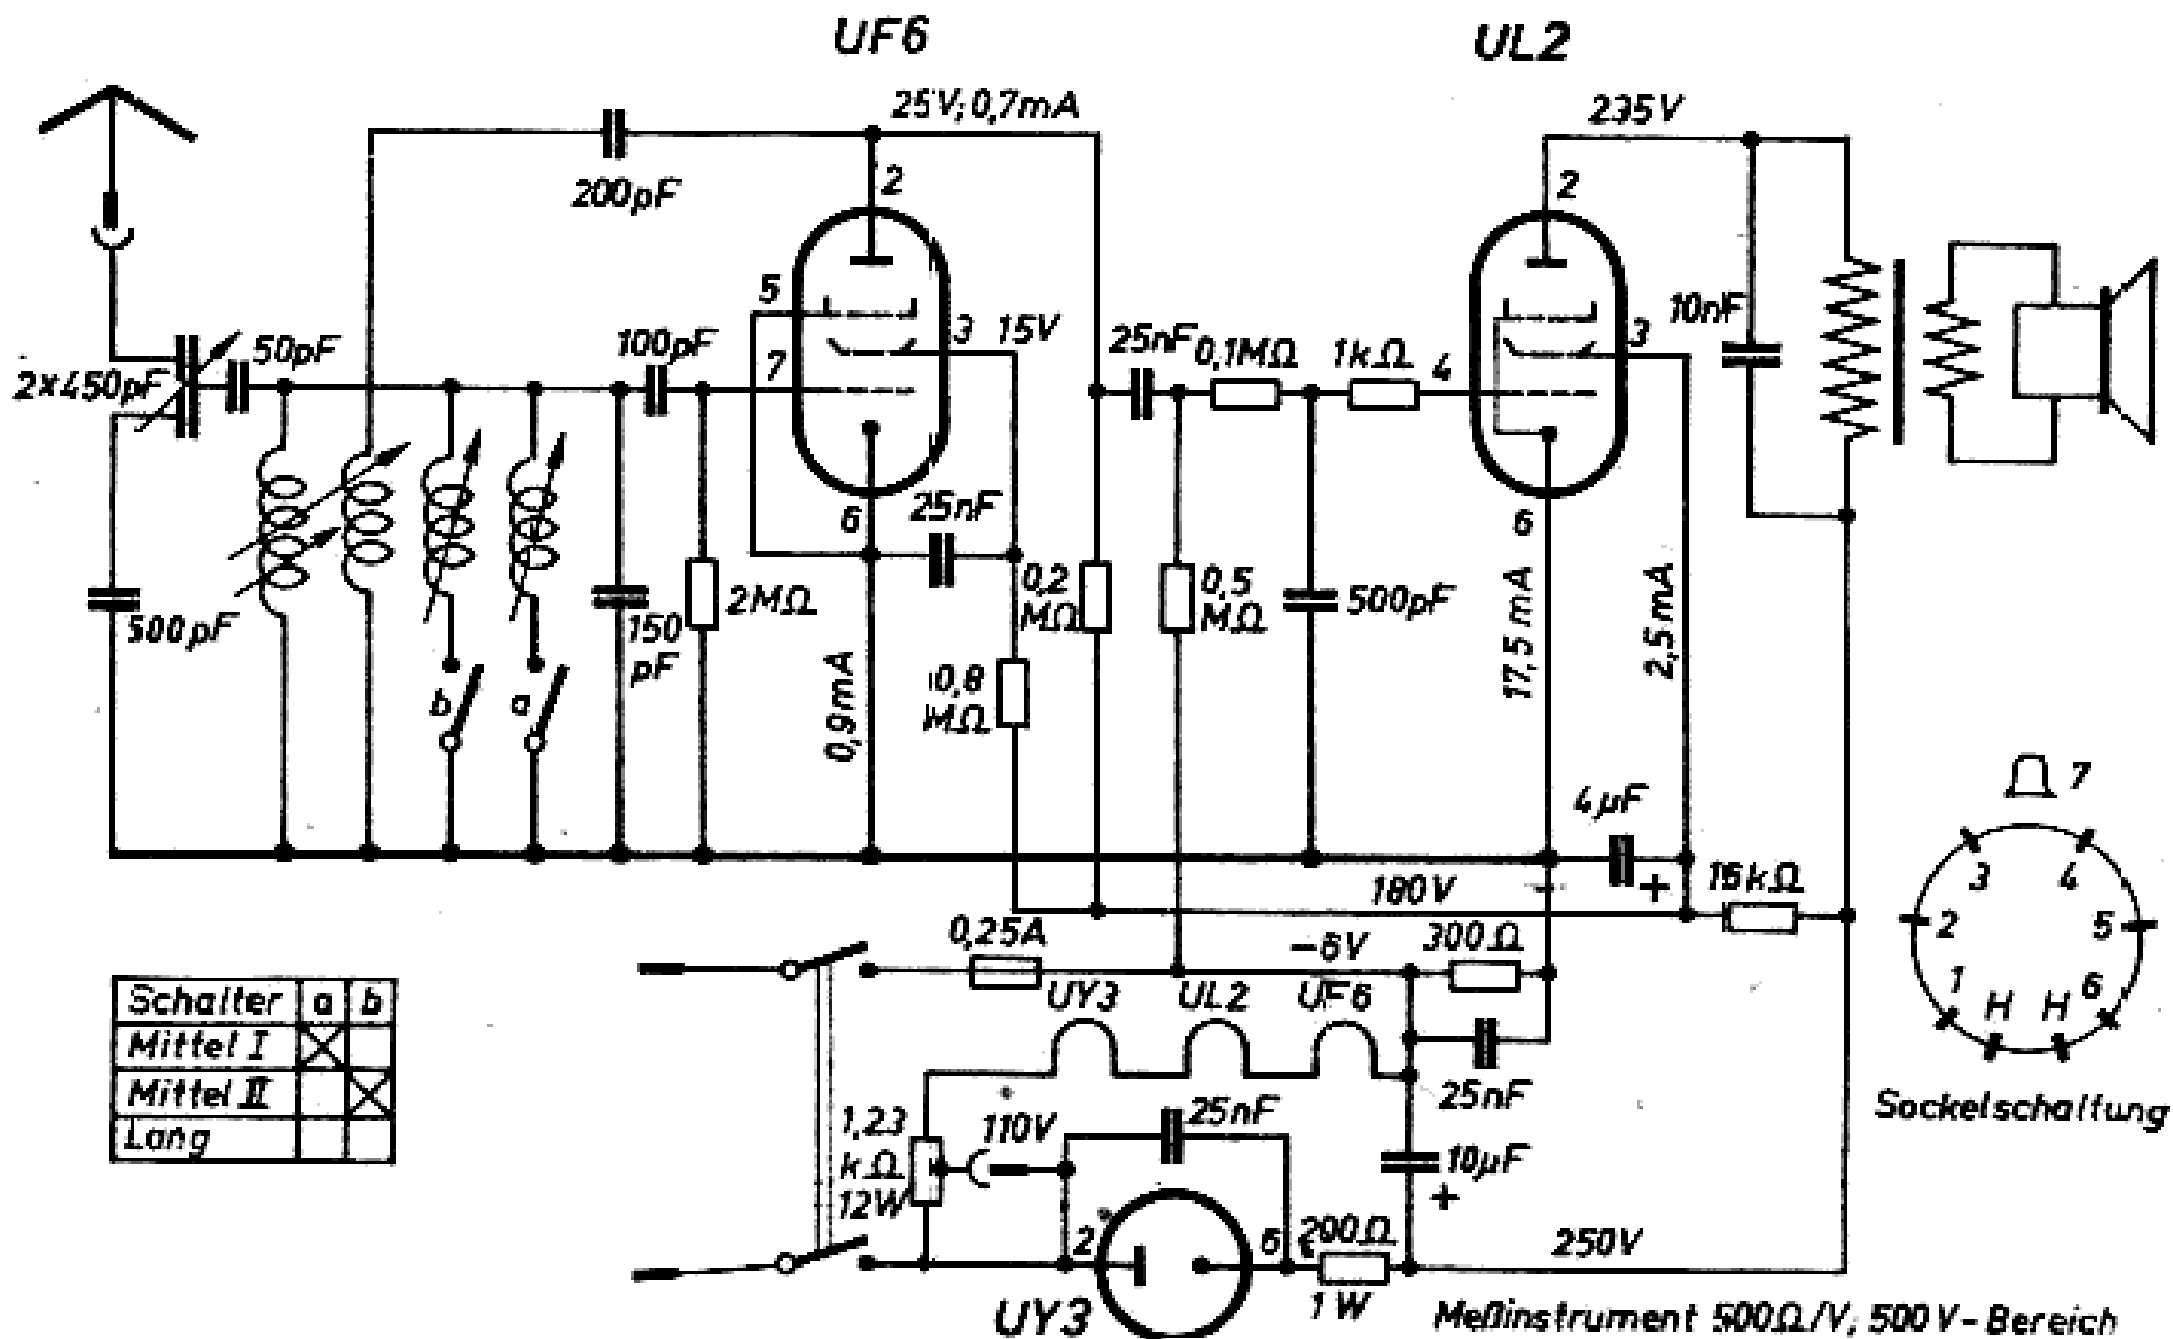 UF6
UL2
25V; 0,7mA
235V
200pF
2
2
5
7
3
15V
6
50pF
2x450pF
100pF
25nF
0,1MΩ
1kΩ
4
3
6
10nF
500pF
150
pF
2MΩ
25nF
0,2
MΩ
0,5
MΩ
500pF
0,8
MΩ
0,9mA
17,5 mA
2,5mA
b
a
4µF
+
180V
16kΩ
0,25A
-6V
300Ω
UY3
UL2
UF6
25nF
Schalter a b
Mittel I
Mittel II
Lang
1,23
kΩ
12W
110V
25nF
10µF
+
2
6
200Ω
1W
250V
UY3
7
3
4
2
5
1
H
H
6
Sockelschaltung
Meßinstrument 500Ω/V, 500V-Bereich